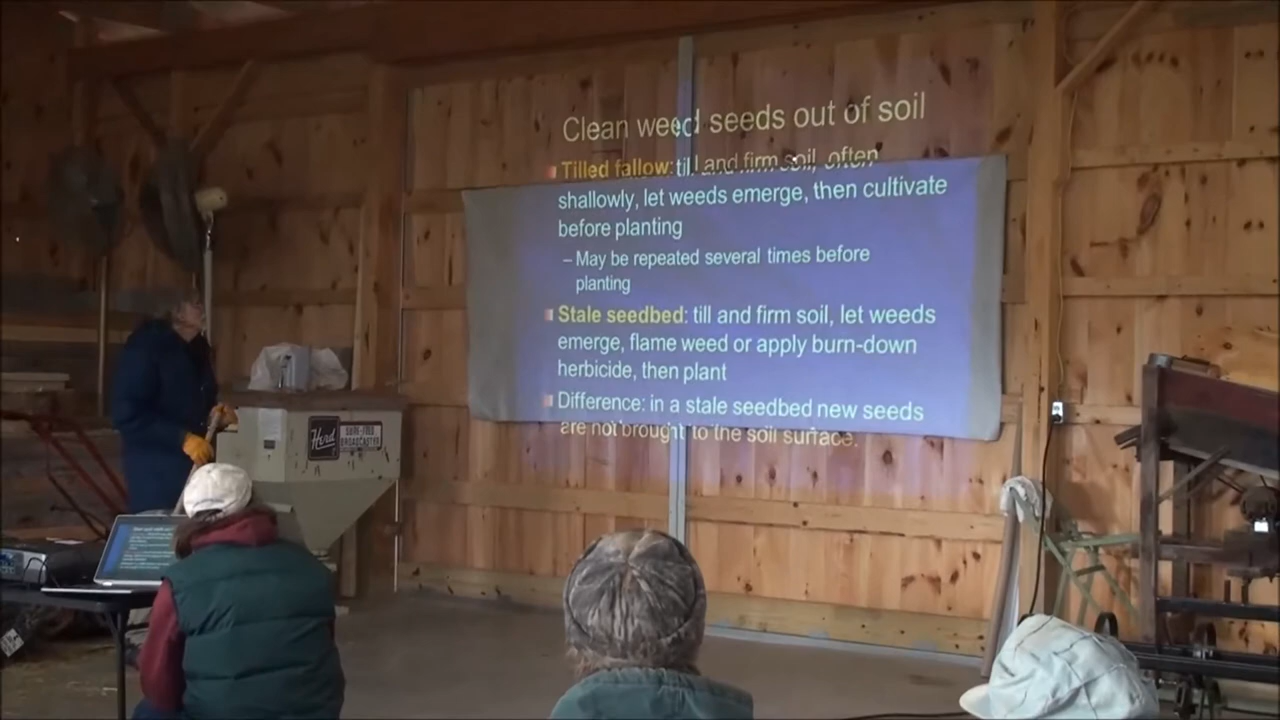 Clean weed seeds out of soil
Tilled fallow: till and firm soil, often
shallowly, let weeds emerge, then cultivate
before planting
– May be repeated several times before
planting
Stale seedbed: till and firm soil, let weeds
emerge, flame weed or apply burn-down
herbicide, then plant
Difference: in a stale seedbed new seeds
are not brought to the soil surface.
Herd
SURE-FEED
BROADCASTER